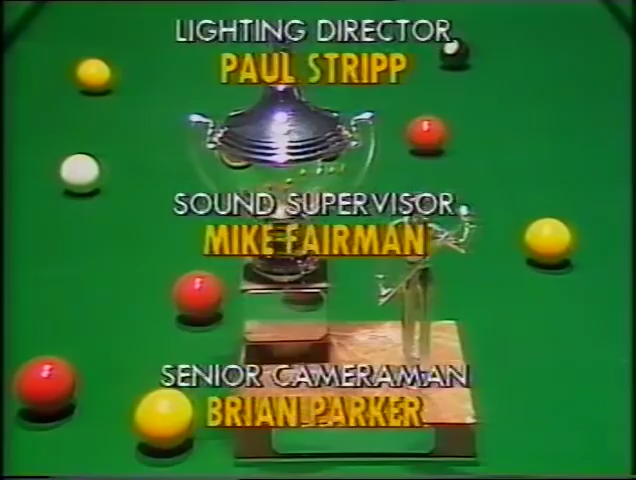 LIGHTING DIRECTOR
PAUL STRIPP
SOUND SUPERVISOR
MIKE FAIRMAN
SENIOR CAMERAMAN
BRIAN PARKER